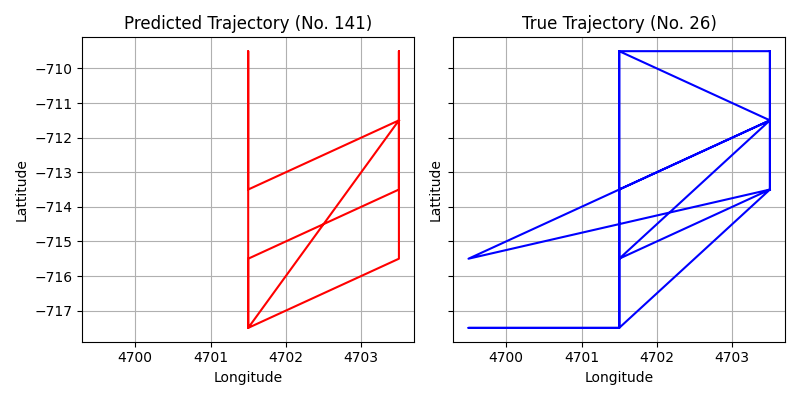 Predicted Trajectory (No. 141)
True Trajectory (No. 26)
Lattitude
−710
−711
−712
−713
−714
−715
−716
−717
4700
4701
4702
4703
Longitude
Lattitude
4700
4701
4702
4703
Longitude